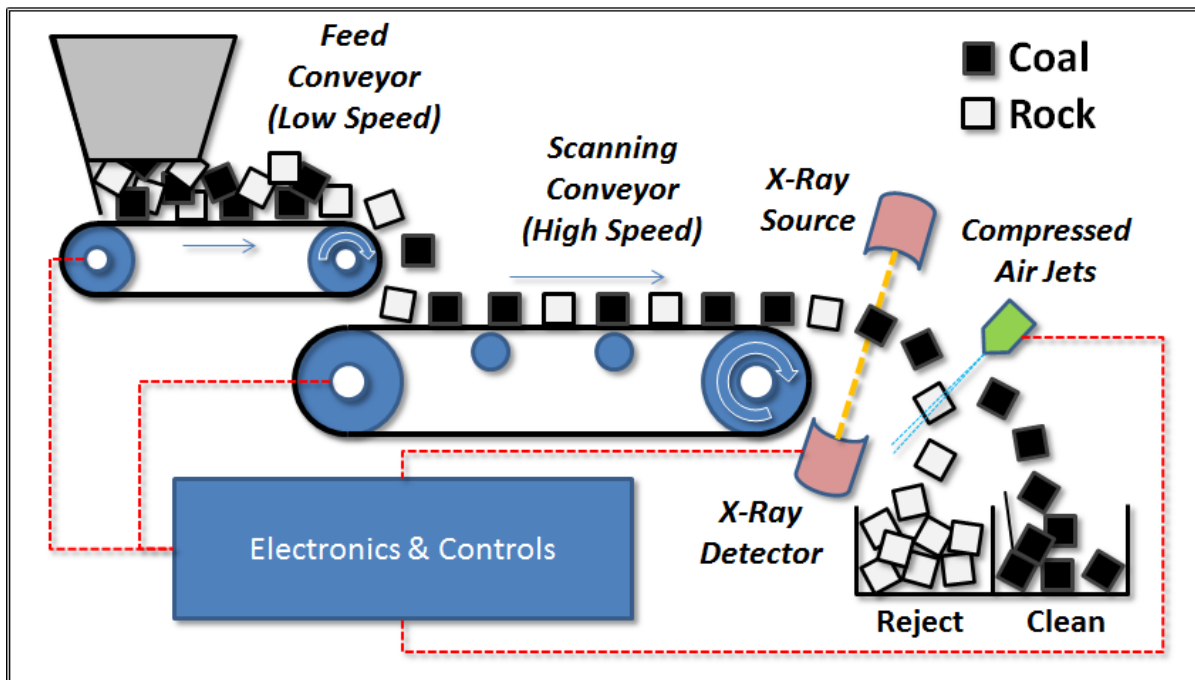 Feed
Conveyor
(Low Speed)
Coal
Rock
Scanning
Conveyor
(High Speed)
X-Ray
Source
Compressed
Air Jets
Electronics & Controls
X-Ray
Detector
Reject
Clean